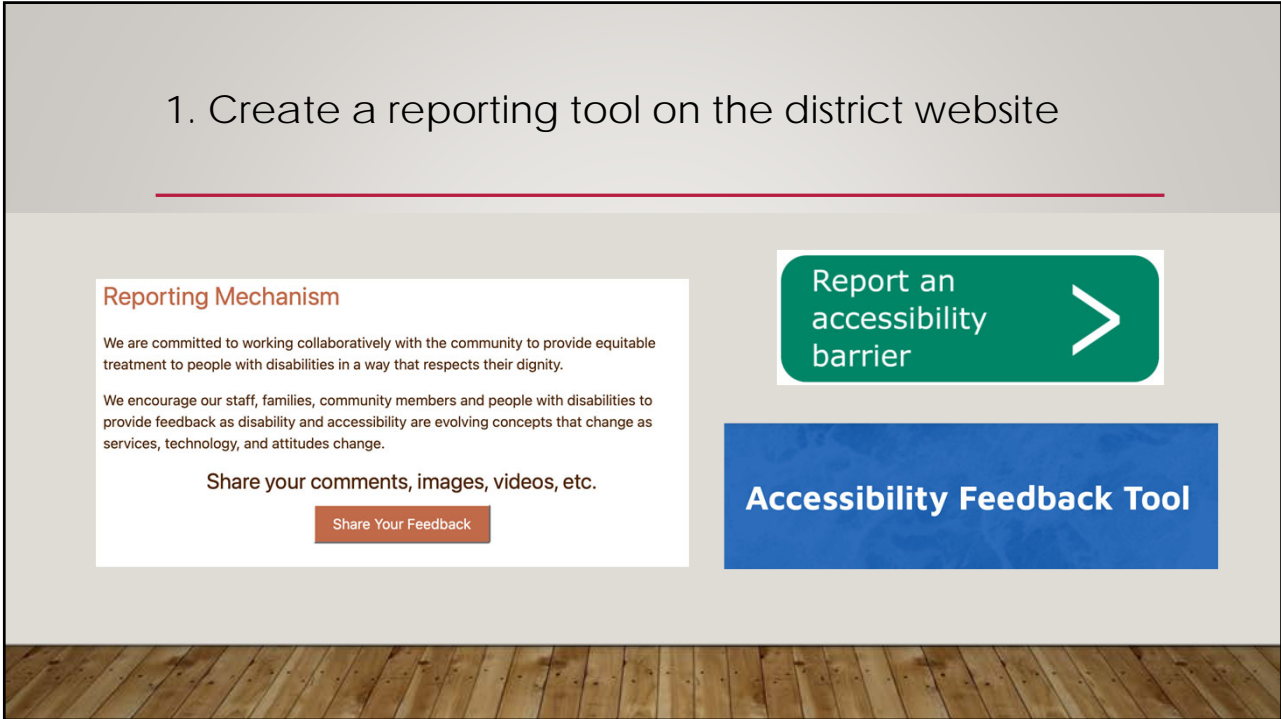 1. Create a reporting tool on the district website
Reporting Mechanism
We are committed to working collaboratively with the community to provide equitable
treatment to people with disabilities in a way that respects their dignity.
We encourage our staff, families, community members and people with disabilities to
provide feedback as disability and accessibility are evolving concepts that change as
services, technology, and attitudes change.
Share your comments, images, videos, etc.
Share Your Feedback
Report an
accessibility
barrier
>
Accessibility Feedback Tool